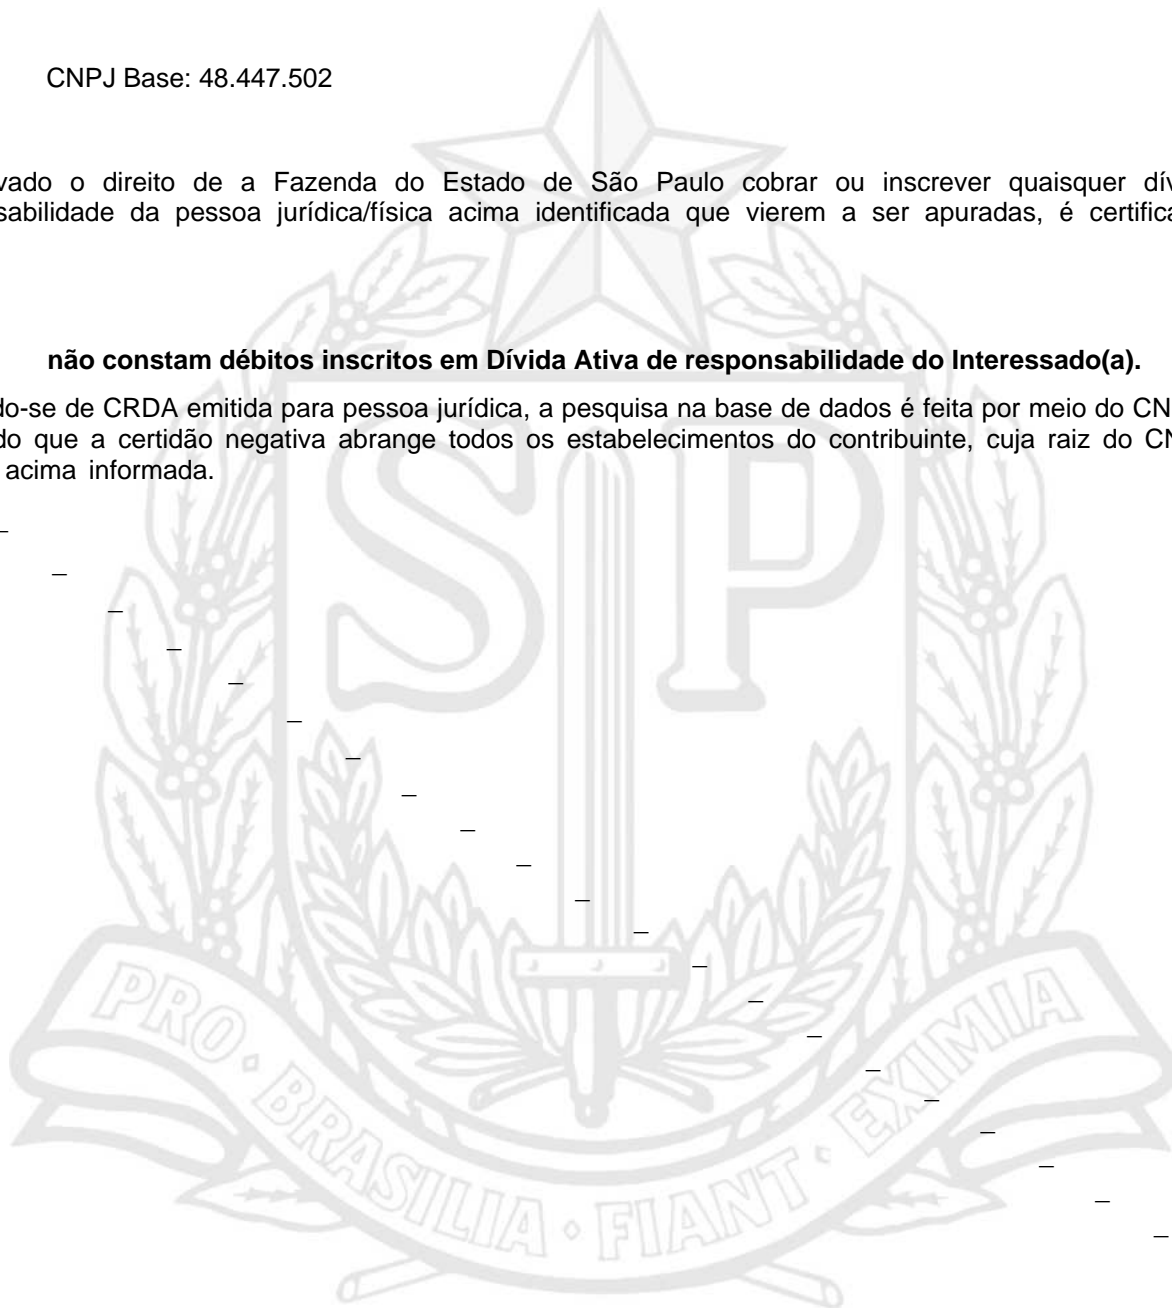 CNPJ Base: 48.447.502
vado o direito de a Fazenda do Estado de São Paulo cobrar ou inscrever quaisquer dív
sabilidade da pessoa jurídica/física acima identificada que vierem a ser apuradas, é certifica
não constam débitos inscritos em Dívida Ativa de responsabilidade do Interessado(a).
do-se de CRDA emitida para pessoa jurídica, a pesquisa na base de dados é feita por meio do CN
do que a certidão negativa abrange todos os estabelecimentos do contribuinte, cuja raiz do CN
acima informada.
SP
PRO • BRASILIA • FIANT • EXIMIA